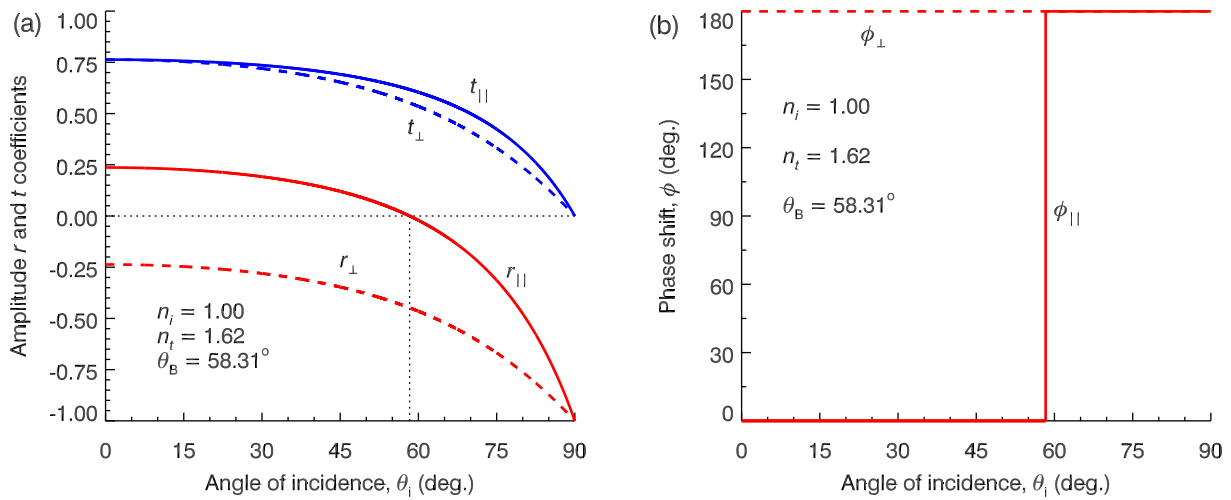 (a)
1.00
0.75
0.50
0.25
0.00
-0.25
-0.50
-0.75
-1.00
Amplitude r and t coefficients
t||
t⊥
r⊥
r||
nᵢ = 1.00
nₜ = 1.62
θ_B = 58.31°
0 15 30 45 60 75 90
Angle of incidence, θᵢ (deg.)
(b)
180
150
120
90
60
30
0
Phase shift, ϕ (deg.)
ϕ⊥
nᵢ = 1.00
nₜ = 1.62
θ_B = 58.31°
ϕ||
0 15 30 45 60 75 90
Angle of incidence, θᵢ (deg.)